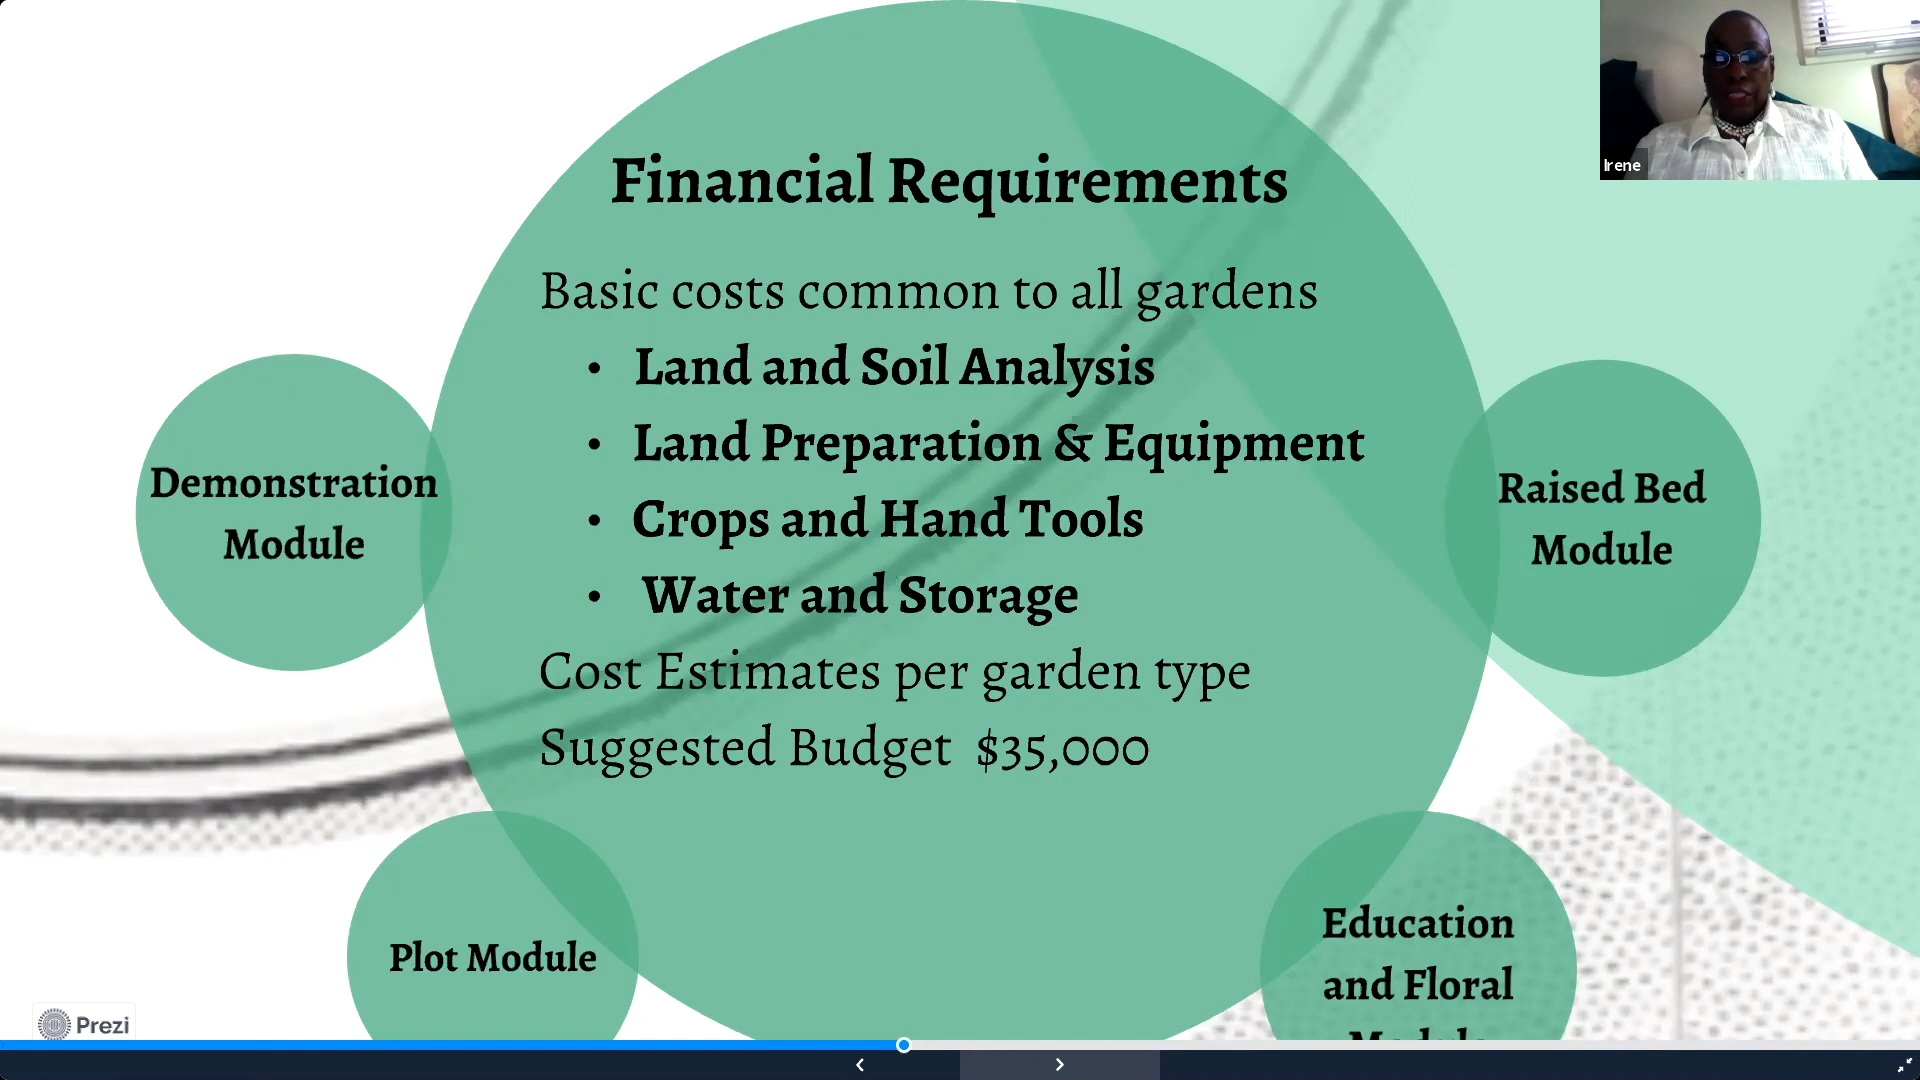 Financial Requirements
Basic costs common to all gardens
• Land and Soil Analysis
• Land Preparation & Equipment
• Crops and Hand Tools
• Water and Storage
Cost Estimates per garden type
Suggested Budget $35,000
Demonstration
Module
Raised Bed
Module
Plot Module
Education
and Floral
Module
Irene
Prezi